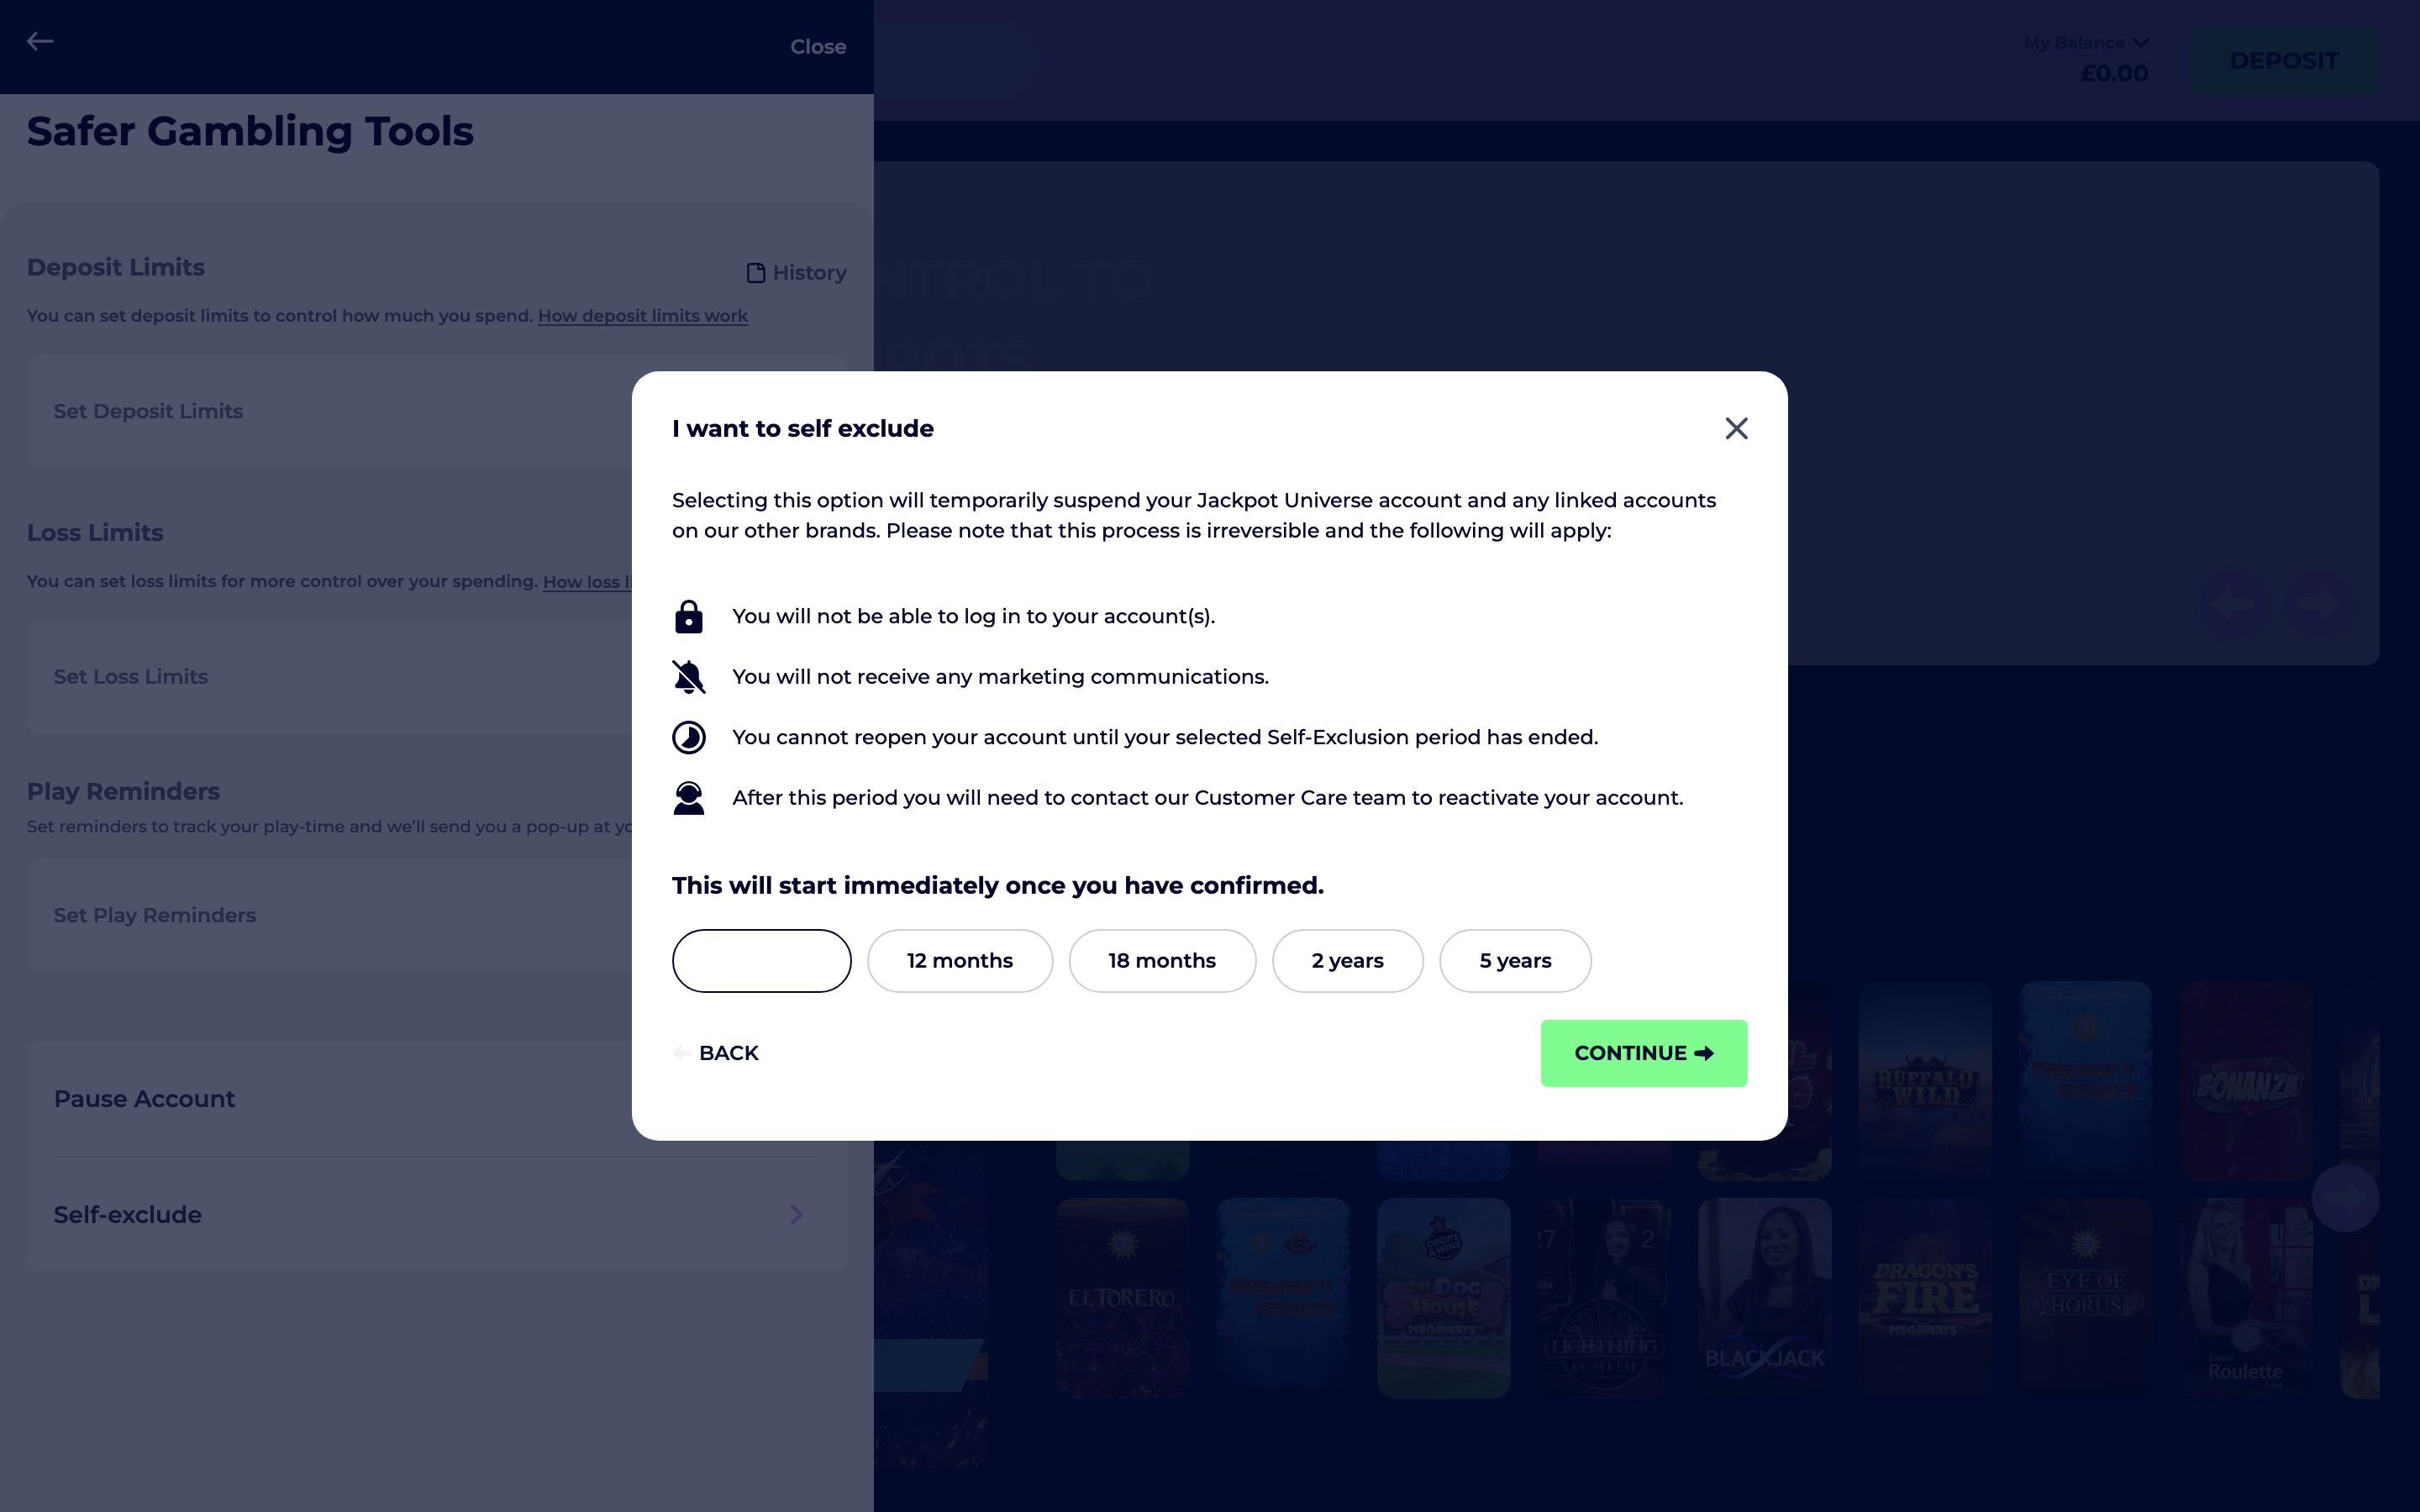 Close
My Balance
£0.00
DEPOSIT
Safer Gambling Tools
Deposit Limits
History
You can set deposit limits to control how much you spend. How deposit limits work
NTROL TO
Set Deposit Limits
Loss Limits
You can set loss limits for more control over your spending. How loss li
Set Loss Limits
Play Reminders
Set reminders to track your play-time and we'll send you a pop-up at yo
Set Play Reminders
Pause Account
Self-exclude
I want to self exclude
Selecting this option will temporarily suspend your Jackpot Universe account and any linked accounts
on our other brands. Please note that this process is irreversible and the following will apply:
You will not be able to log in to your account(s).
You will not receive any marketing communications.
You cannot reopen your account until your selected Self-Exclusion period has ended.
After this period you will need to contact our Customer Care team to reactivate your account.
This will start immediately once you have confirmed.
12 months
18 months
2 years
5 years
BACK
CONTINUE
BUFFALO
WILD
BONANZA
EL TORERO
DROPS
& WINS
THE DOG
HOUSE
MEGAWAYS
27
2
LIGHTNING
ROULETTE
BLACKJACK
DRAGON'S
FIRE
MEGAWAYS
EYE OF
HORUS
Roulette